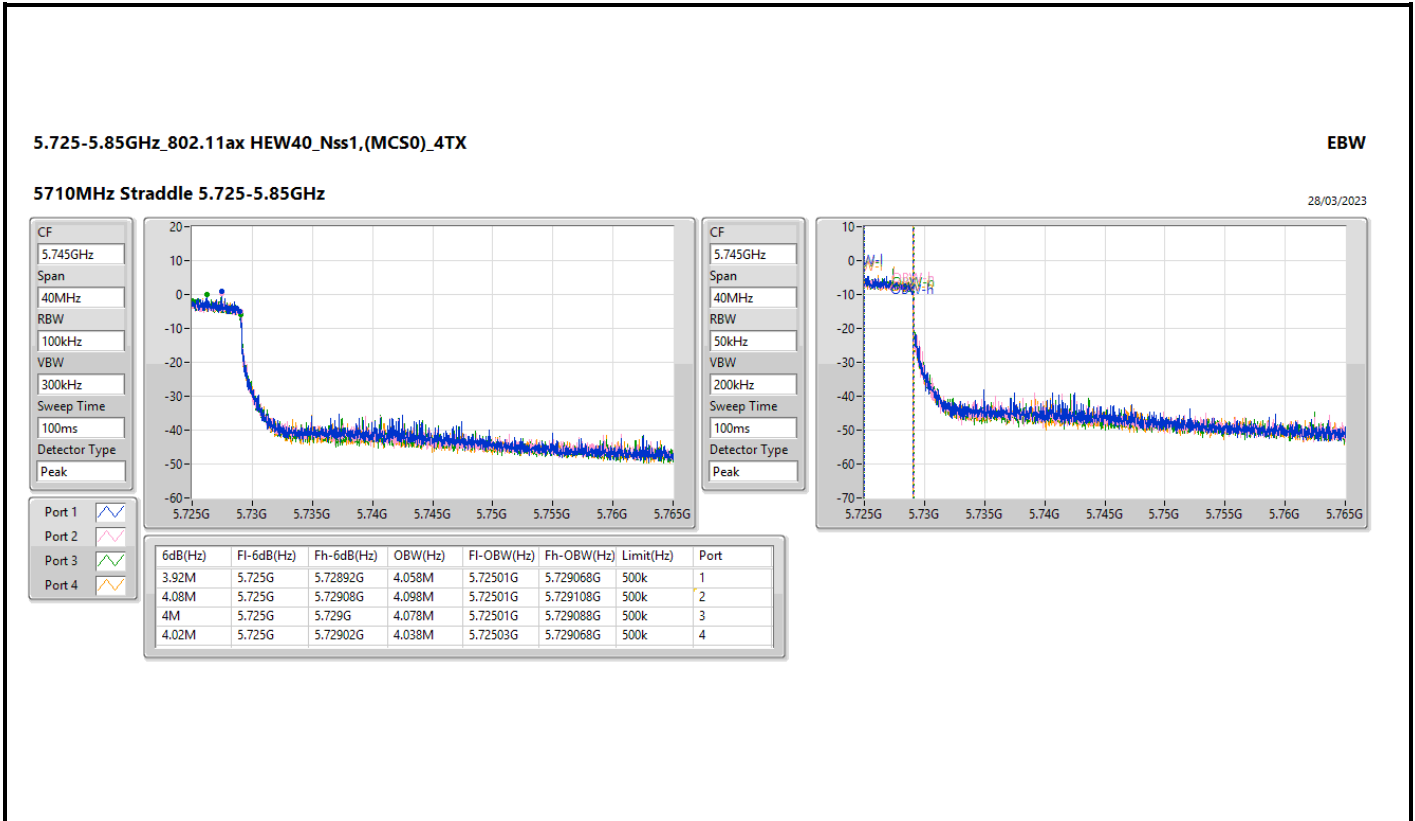 5.725-5.85GHz_802.11ax HEW40_Nss1,(MCS0)_4TX
EBW
5710MHz Straddle 5.725-5.85GHz
28/03/2023
CF
5.745GHz
Span
40MHz
RBW
100kHz
VBW
300kHz
Sweep Time
100ms
Detector Type
Peak
20
10
0
-10
-20
-30
-40
-50
-60
5.725G 5.73G 5.735G 5.74G 5.745G 5.75G 5.755G 5.76G 5.765G
CF
5.745GHz
Span
40MHz
RBW
50kHz
VBW
200kHz
Sweep Time
100ms
Detector Type
Peak
10
0
-10
-20
-30
-40
-50
-60
-70
W-l
OBW-h
5.725G 5.73G 5.735G 5.74G 5.745G 5.75G 5.755G 5.76G 5.765G
Port 1
Port 2
Port 3
Port 4
6dB(Hz) Fl-6dB(Hz) Fh-6dB(Hz) OBW(Hz) Fl-OBW(Hz) Fh-OBW(Hz) Limit(Hz) Port
3.92M 5.725G 5.72892G 4.058M 5.72501G 5.729068G 500k 1
4.08M 5.725G 5.72908G 4.098M 5.72501G 5.729108G 500k 2
4M 5.725G 5.729G 4.078M 5.72501G 5.729088G 500k 3
4.02M 5.725G 5.72902G 4.038M 5.72503G 5.729068G 500k 4